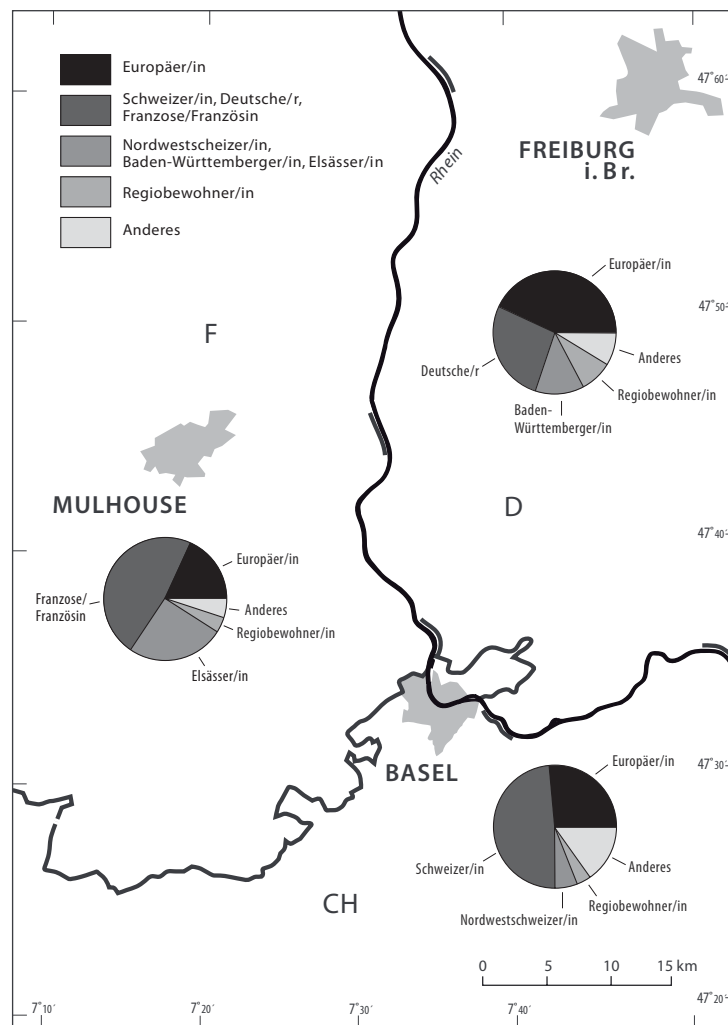 Europäer/in
Schweizer/in, Deutsche/r,
Franzose/Französin
Nordwestscheizer/in,
Baden-Württemberger/in, Elsässer/in
Regiobewohner/in
Anderes
Rhein
FREIBURG
i. Br.
47°60'
Europäer/in
47°50'
F
Anderes
Deutsche/r
Regiobewohner/in
Baden-
Württemberger/in
MULHOUSE
D
47°40'
Europäer/in
Franzose/
Französin
Anderes
Regiobewohner/in
Elsässer/in
BASEL
47°30'
Europäer/in
Schweizer/in
Anderes
Regiobewohner/in
Nordwestschweizer/in
CH
0 5 10 15 km
47°20'
7°10' 7°20' 7°30' 7°40'